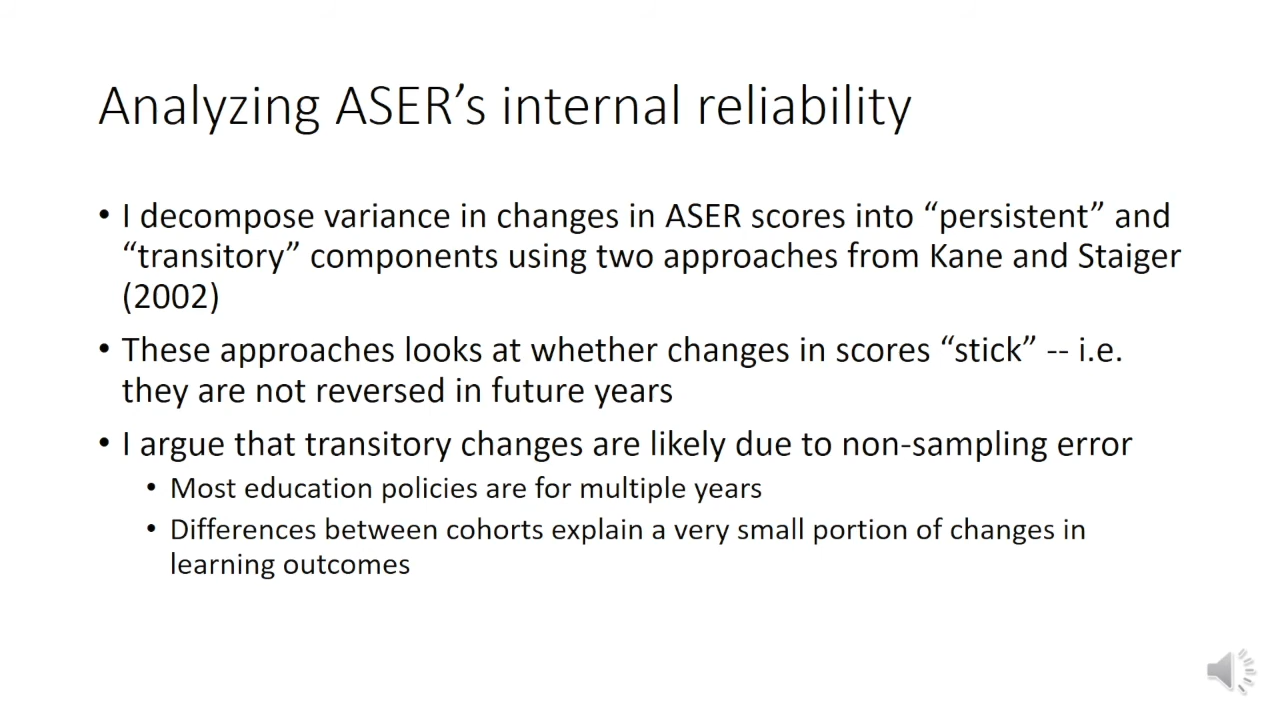 Analyzing ASER’s internal reliability
• I decompose variance in changes in ASER scores into “persistent” and
“transitory” components using two approaches from Kane and Staiger
(2002)
• These approaches looks at whether changes in scores “stick” -- i.e.
they are not reversed in future years
• I argue that transitory changes are likely due to non-sampling error
• Most education policies are for multiple years
• Differences between cohorts explain a very small portion of changes in
learning outcomes